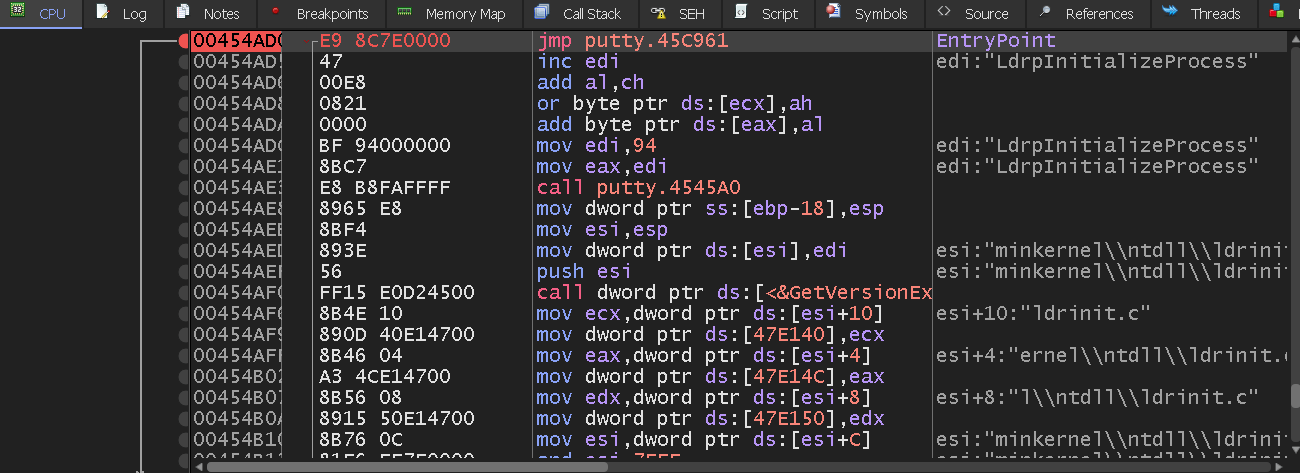 CPU Log Notes Breakpoints Memory Map Call Stack SEH Script Symbols Source References Threads
00454AD0 E9 8C7E0000 jmp putty.45C961 EntryPoint
00454AD5 47 inc edi edi:"LdrpInitializeProcess"
00454AD6 00E8 add al,ch
00454AD8 0821 or byte ptr ds:[ecx],ah
00454ADA 0000 add byte ptr ds:[eax],al
00454ADC BF 94000000 mov edi,94 edi:"LdrpInitializeProcess"
00454AE1 8BC7 mov eax,edi edi:"LdrpInitializeProcess"
00454AE3 E8 B8FAFFFF call putty.4545A0
00454AE8 8965 E8 mov dword ptr ss:[ebp-18],esp
00454AEB 8BF4 mov esi,esp
00454AED 893E mov dword ptr ds:[esi],edi esi:"minkernel\\ntdll\\ldrinit
00454AEF 56 push esi esi:"minkernel\\ntdll\\ldrinit
00454AF0 FF15 E0D24500 call dword ptr ds:[<&GetVersionEx
00454AF6 8B4E 10 mov ecx,dword ptr ds:[esi+10] esi+10:"ldrinit.c"
00454AF9 890D 40E14700 mov dword ptr ds:[47E140],ecx
00454AFF 8B46 04 mov eax,dword ptr ds:[esi+4] esi+4:"ernel\\ntdll\\ldrinit.
00454B02 A3 4CE14700 mov dword ptr ds:[47E14C],eax
00454B07 8B56 08 mov edx,dword ptr ds:[esi+8] esi+8:"l\\ntdll\\ldrinit.c"
00454B0A 8915 50E14700 mov dword ptr ds:[47E150],edx
00454B10 8B76 0C mov esi,dword ptr ds:[esi+C] esi:"minkernel\\ntdll\\ldrinit